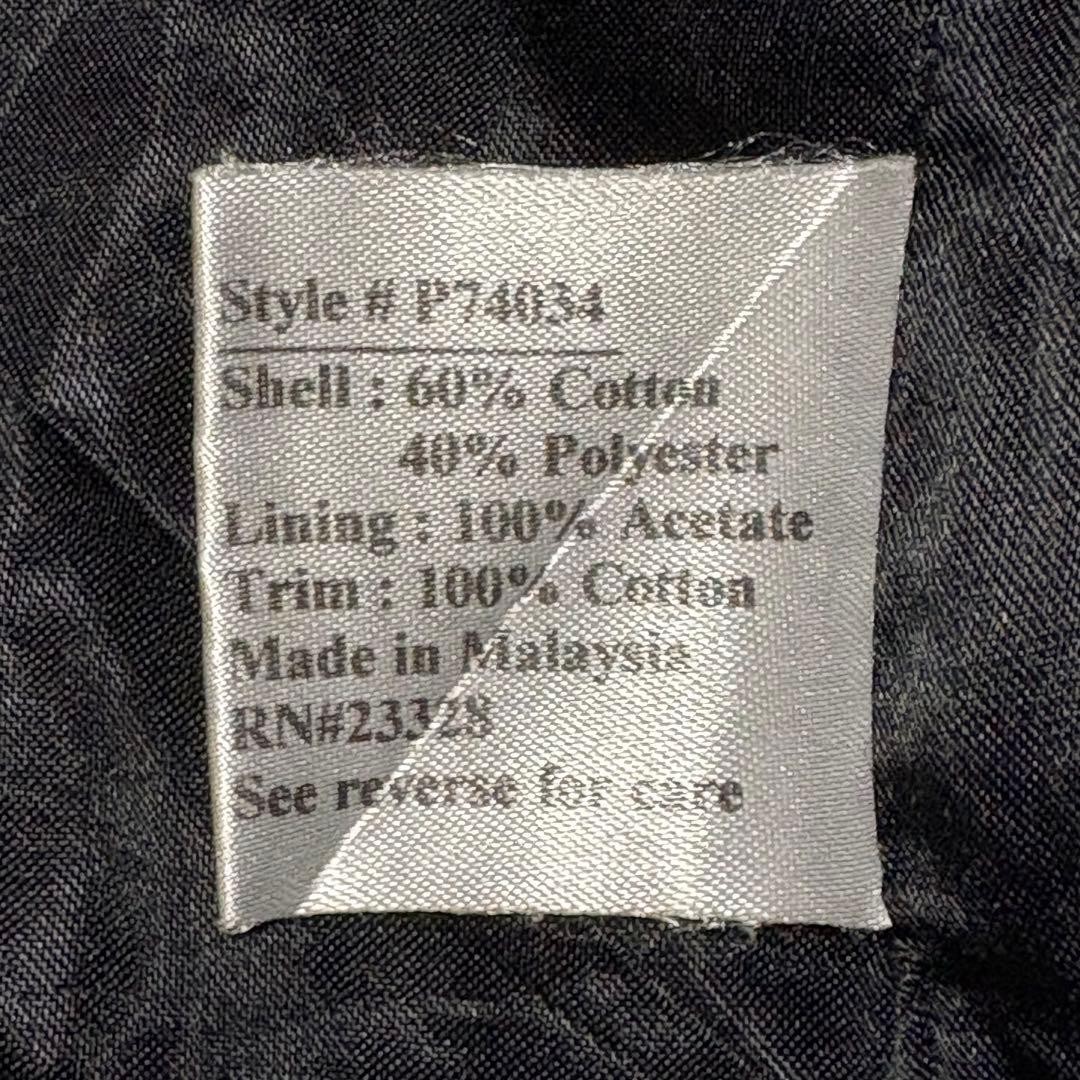 Style # P74034
Shell : 60% Cotton
40% Polyester
Lining : 100% Acetate
Trim : 100% Cotton
Made in Malaysia
RN#23328
See reverse for care